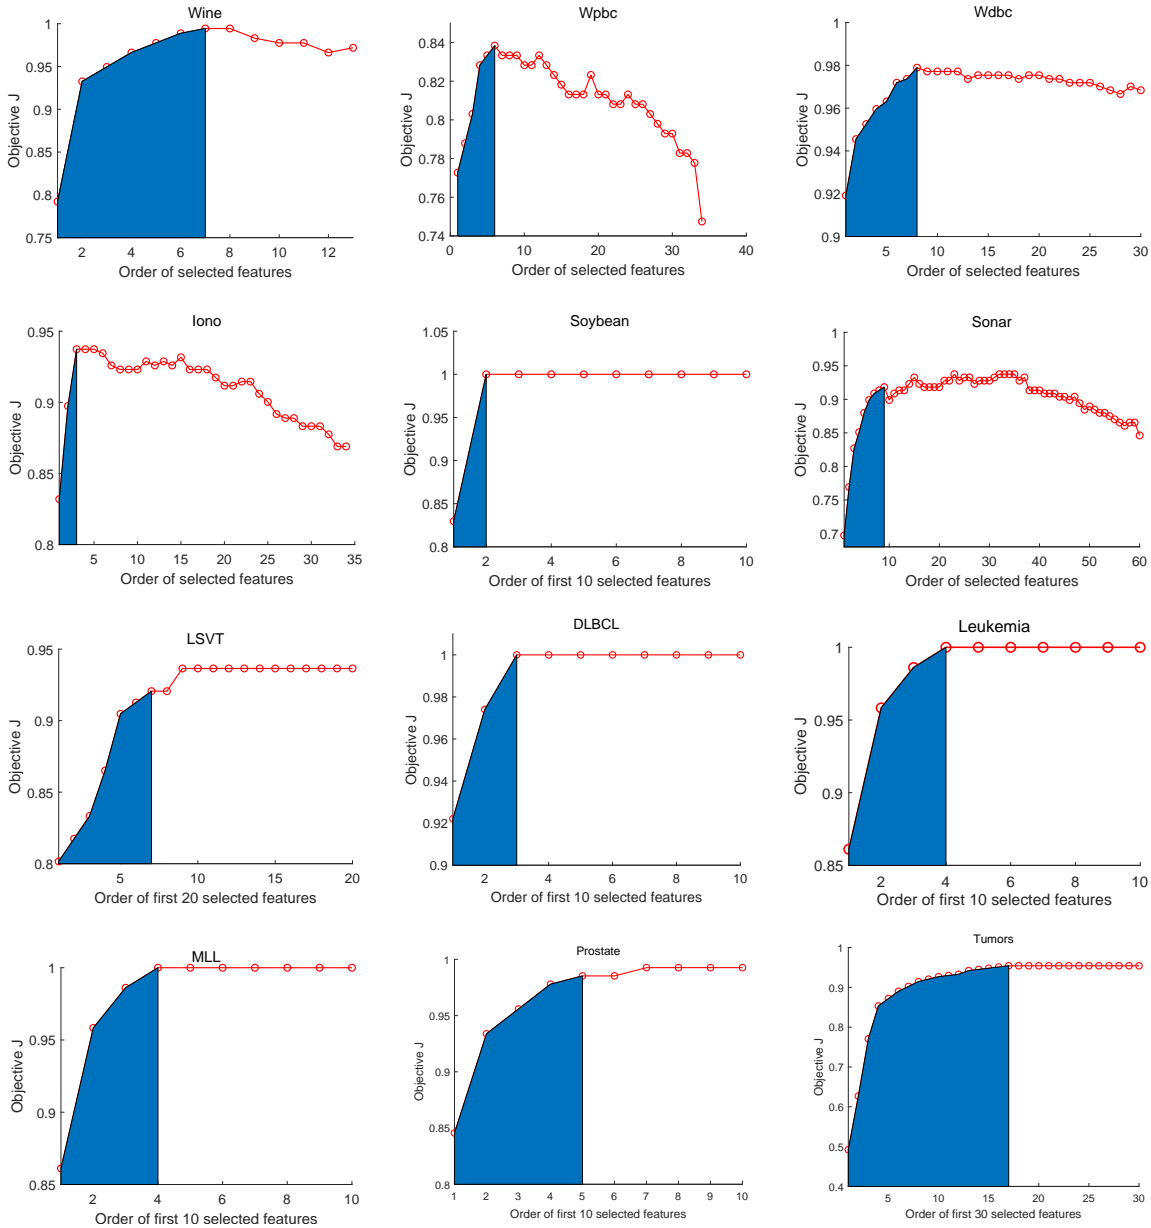 Wine
1
0.95
0.9
0.85
0.8
0.75
Objective J
2 4 6 8 10 12
Order of selected features
Wpbc
0.84
0.82
0.8
0.78
0.76
0.74
Objective J
0 10 20 30 40
Order of selected features
Wdbc
1
0.98
0.96
0.94
0.92
0.9
Objective J
5 10 15 20 25 30
Order of selected features
Iono
0.95
0.9
0.85
0.8
Objective J
5 10 15 20 25 30 35
Order of selected features
Soybean
1.05
1
0.95
0.9
0.85
0.8
Objective J
2 4 6 8 10
Order of first 10 selected features
Sonar
1
0.95
0.9
0.85
0.8
0.75
0.7
Objective J
10 20 30 40 50 60
Order of selected features
LSVT
0.95
0.9
0.85
0.8
Objective J
5 10 15 20
Order of first 20 selected features
DLBCL
1
0.98
0.96
0.94
0.92
0.9
Objective J
2 4 6 8 10
Order of first 10 selected features
Leukemia
1
0.95
0.9
0.85
Objective J
2 4 6 8 10
Order of first 10 selected features
MLL
1
0.95
0.9
0.85
Objective J
2 4 6 8 10
Order of first 10 selected features
Prostate
1
0.95
0.9
0.85
0.8
Objective J
1 2 3 4 5 6 7 8 9 10
Order of first 10 selected features
Tumors
1
0.9
0.8
0.7
0.6
0.5
0.4
Objective J
5 10 15 20 25 30
Order of first 30 selected features